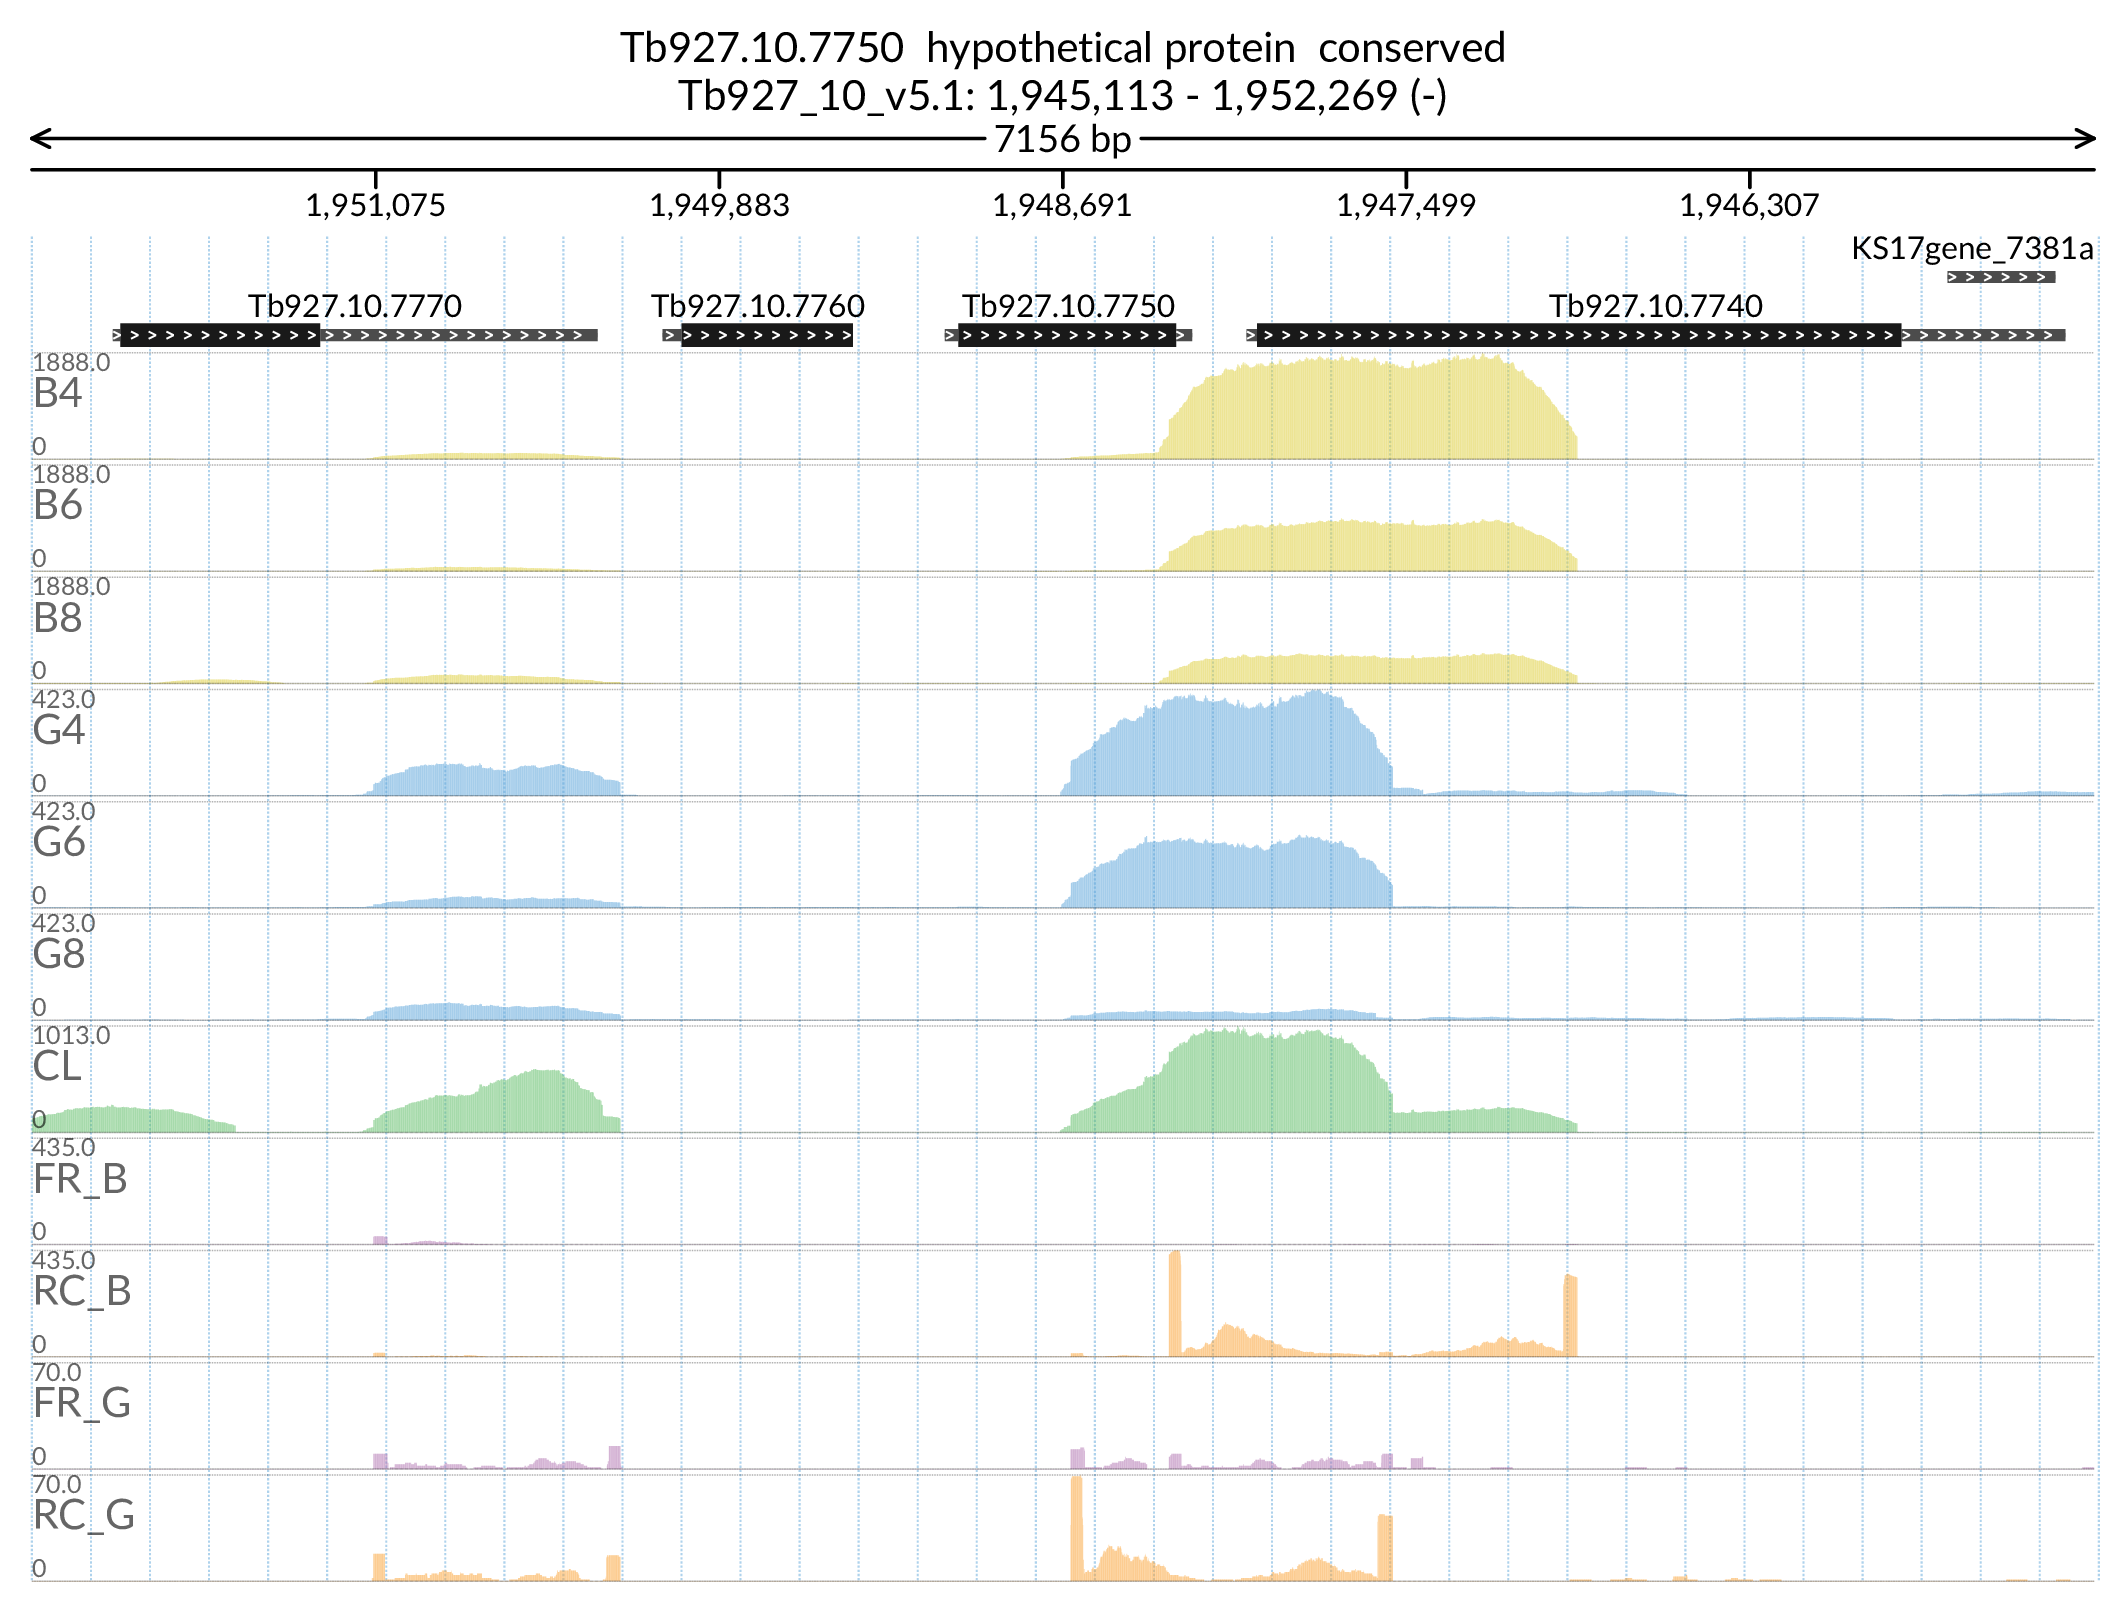 Tb927.10.7750 hypothetical protein conserved
Tb927_10_v5.1: 1,945,113 - 1,952,269 (-)
7156 bp
1,951,075 1,949,883 1,948,691 1,947,499 1,946,307
KS17gene_7381a
Tb927.10.7770 Tb927.10.7760 Tb927.10.7750 Tb927.10.7740
1888.0
B4
0
1888.0
B6
0
1888.0
B8
0
423.0
G4
0
423.0
G6
0
423.0
G8
0
1013.0
CL
0
435.0
FR_B
0
435.0
RC_B
0
70.0
FR_G
0
70.0
RC_G
0